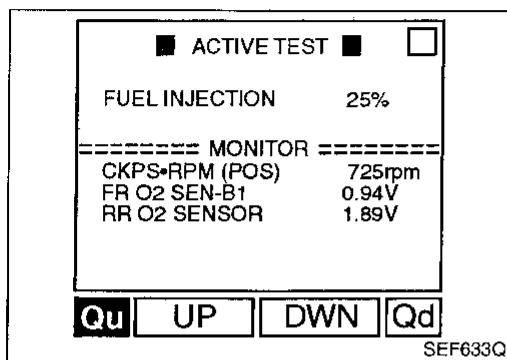 ■ ACTIVE TEST ■ □
FUEL INJECTION 25%
======== MONITOR ========
CKPS•RPM (POS) 725rpm
FR O2 SEN-B1 0.94V
RR O2 SENSOR 1.89V
Qu UP DWN Qd
SEF633Q